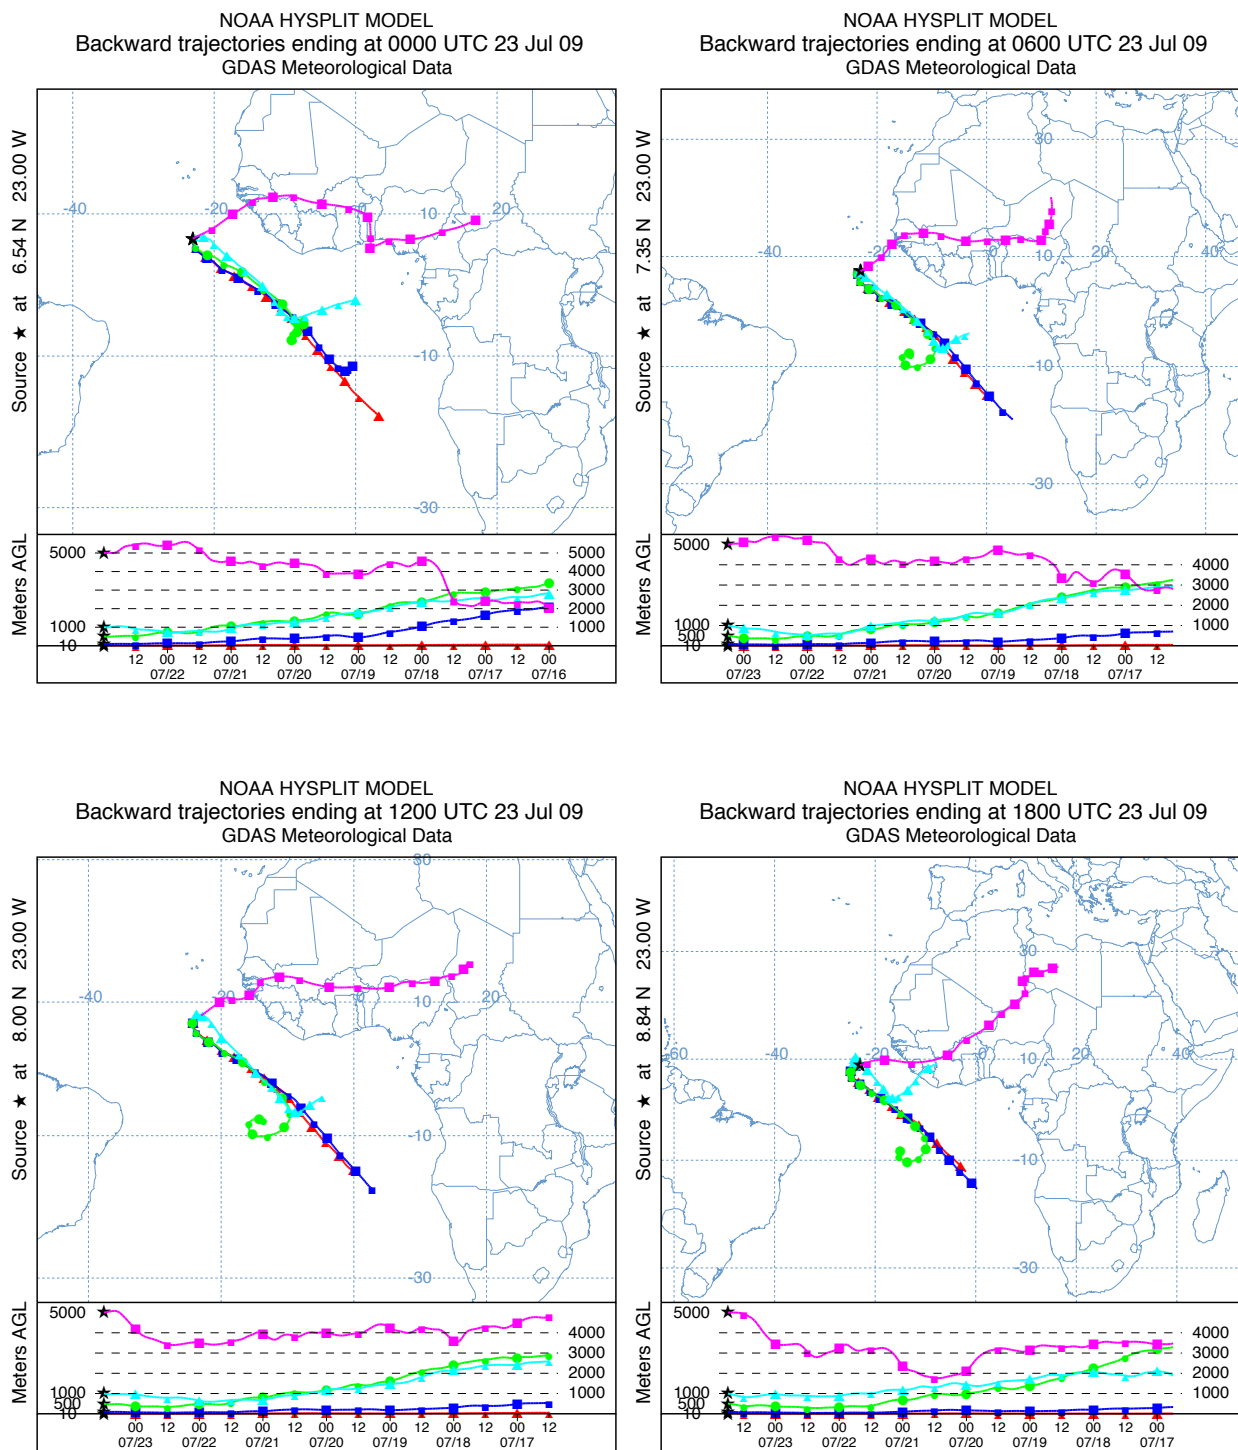 NOAA HYSPLIT MODEL
Backward trajectories ending at 0000 UTC 23 Jul 09
GDAS Meteorological Data
Source ★ at 6.54 N 23.00 W
-40 -20 0 10 20
-10
-30
Meters AGL
5000 5000
4000
3000
2000
1000 1000
500
10
12 00 12 00 12 00 12 00 12 00 12 00 12 00
07/22 07/21 07/20 07/19 07/18 07/17 07/16
NOAA HYSPLIT MODEL
Backward trajectories ending at 0600 UTC 23 Jul 09
GDAS Meteorological Data
Source ★ at 7.35 N 23.00 W
30
-40 -20 0 10 20 40
-10
-30
Meters AGL
5000
4000
3000
2000
1000 1000
500
10
00 12 00 12 00 12 00 12 00 12 00 12 00 12
07/23 07/22 07/21 07/20 07/19 07/18 07/17
NOAA HYSPLIT MODEL
Backward trajectories ending at 1200 UTC 23 Jul 09
GDAS Meteorological Data
Source ★ at 8.00 N 23.00 W
30
-40 -20 0 10 20
-10
-30
Meters AGL
5000
4000
3000
2000
1000 1000
500
10
00 12 00 12 00 12 00 12 00 12 00 12 00 12
07/23 07/22 07/21 07/20 07/19 07/18 07/17
NOAA HYSPLIT MODEL
Backward trajectories ending at 1800 UTC 23 Jul 09
GDAS Meteorological Data
Source ★ at 8.84 N 23.00 W
30
-60 -40 -20 0 10 20 40
-10
-30
Meters AGL
5000
4000
3000
2000
1000 1000
500
10
12 00 12 00 12 00 12 00 12 00 12 00 12 00
07/23 07/22 07/21 07/20 07/19 07/18 07/17